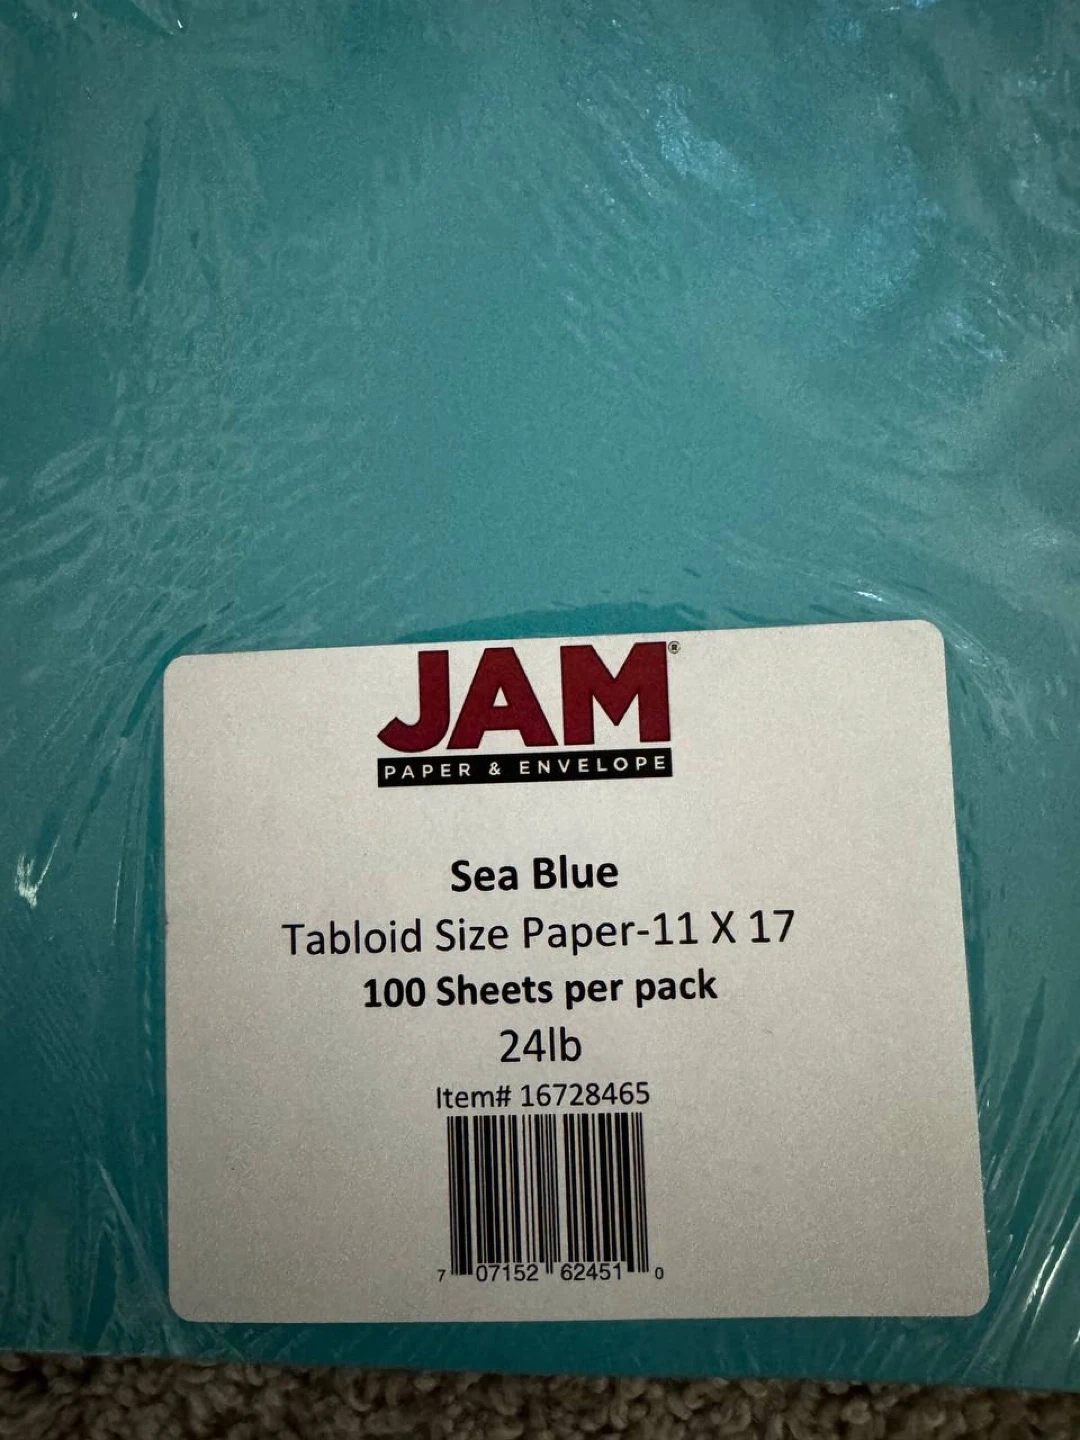 JAM®
PAPER & ENVELOPE
Sea Blue
Tabloid Size Paper-11 X 17
100 Sheets per pack
24lb
Item# 16728465
7 07152 62451 0